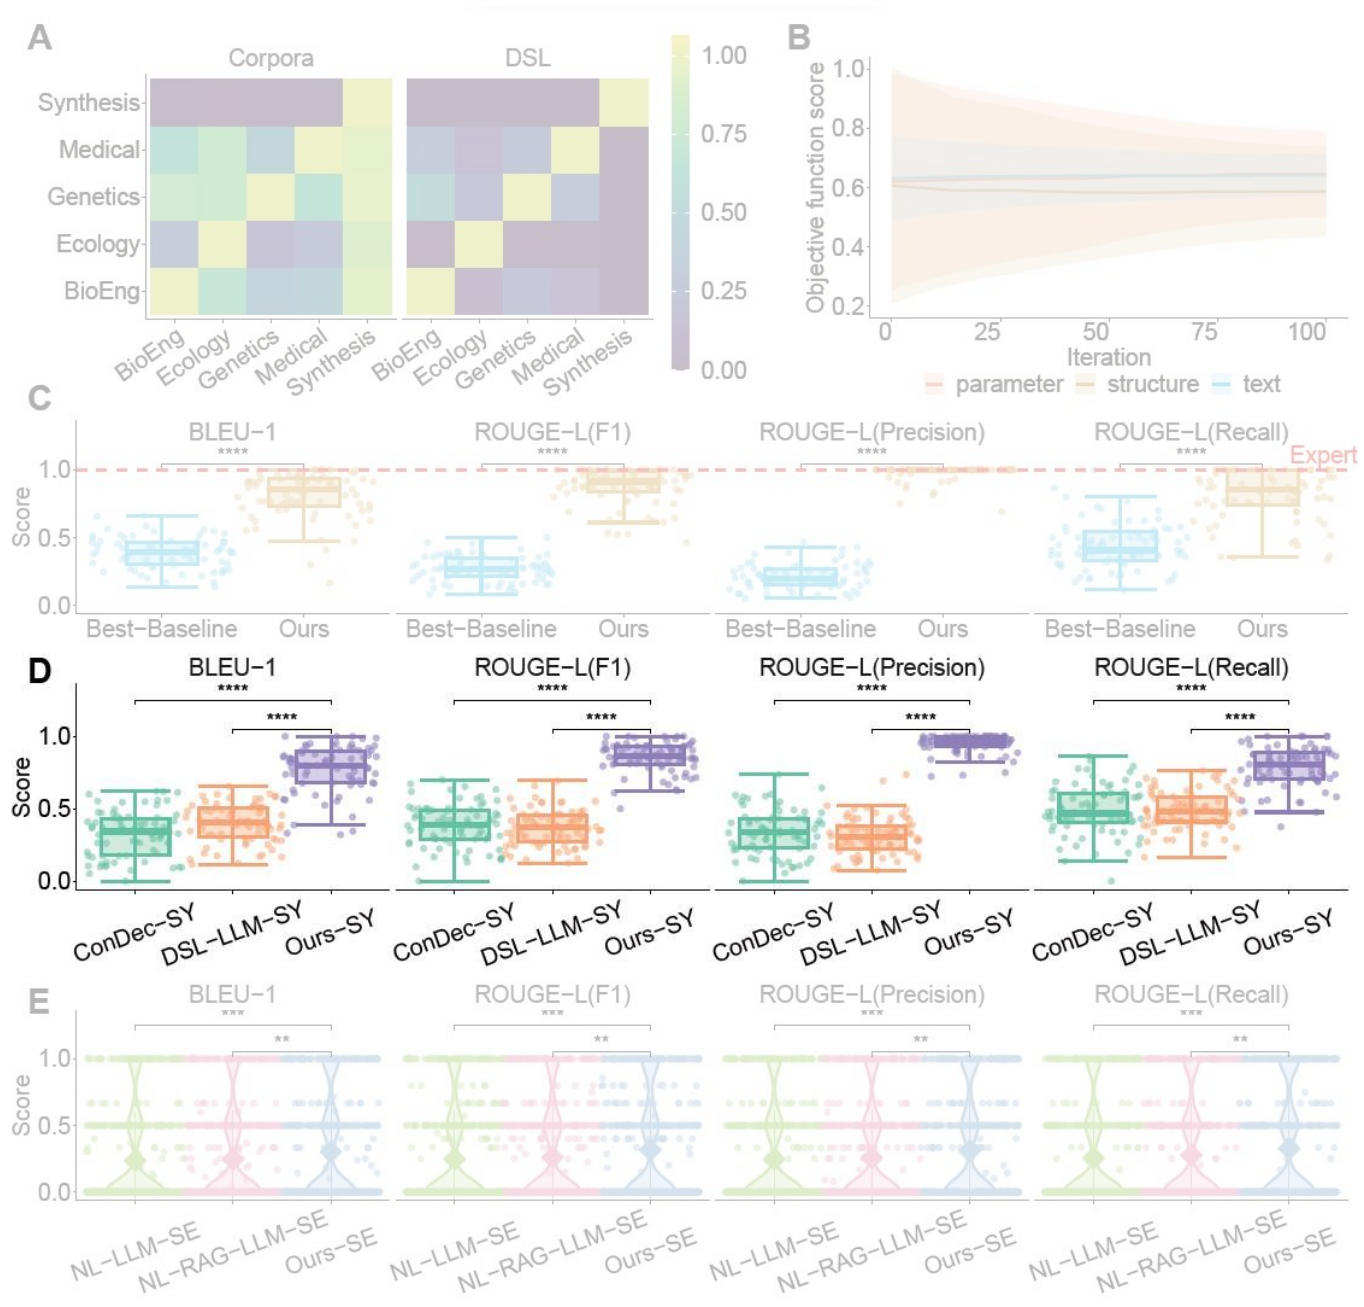 A
Corpora
DSL
Synthesis
Medical
Genetics
Ecology
BioEng
BioEng Ecology Genetics Medical Synthesis
BioEng Ecology Genetics Medical Synthesis
1.00
0.75
0.50
0.25
0.00
B
Objective function score
1.0
0.8
0.6
0.4
0.2
0 25 50 75 100
Iteration
parameter structure text
C
BLEU−1 ROUGE−L(F1) ROUGE−L(Precision) ROUGE−L(Recall)
**** **** **** ****
Expert
Score
1.0
0.5
0.0
Best−Baseline Ours Best−Baseline Ours Best−Baseline Ours Best−Baseline Ours
D
BLEU−1 ROUGE−L(F1) ROUGE−L(Precision) ROUGE−L(Recall)
**** **** **** ****
**** **** **** ****
Score
1.0
0.5
0.0
ConDec−SY DSL−LLM−SY Ours−SY ConDec−SY DSL−LLM−SY Ours−SY ConDec−SY DSL−LLM−SY Ours−SY ConDec−SY DSL−LLM−SY Ours−SY
E
BLEU−1 ROUGE−L(F1) ROUGE−L(Precision) ROUGE−L(Recall)
*** *** *** ***
** ** ** **
Score
1.0
0.5
0.0
NL−LLM−SE NL−RAG−LLM−SE Ours−SE NL−LLM−SE NL−RAG−LLM−SE Ours−SE NL−LLM−SE NL−RAG−LLM−SE Ours−SE NL−LLM−SE NL−RAG−LLM−SE Ours−SE